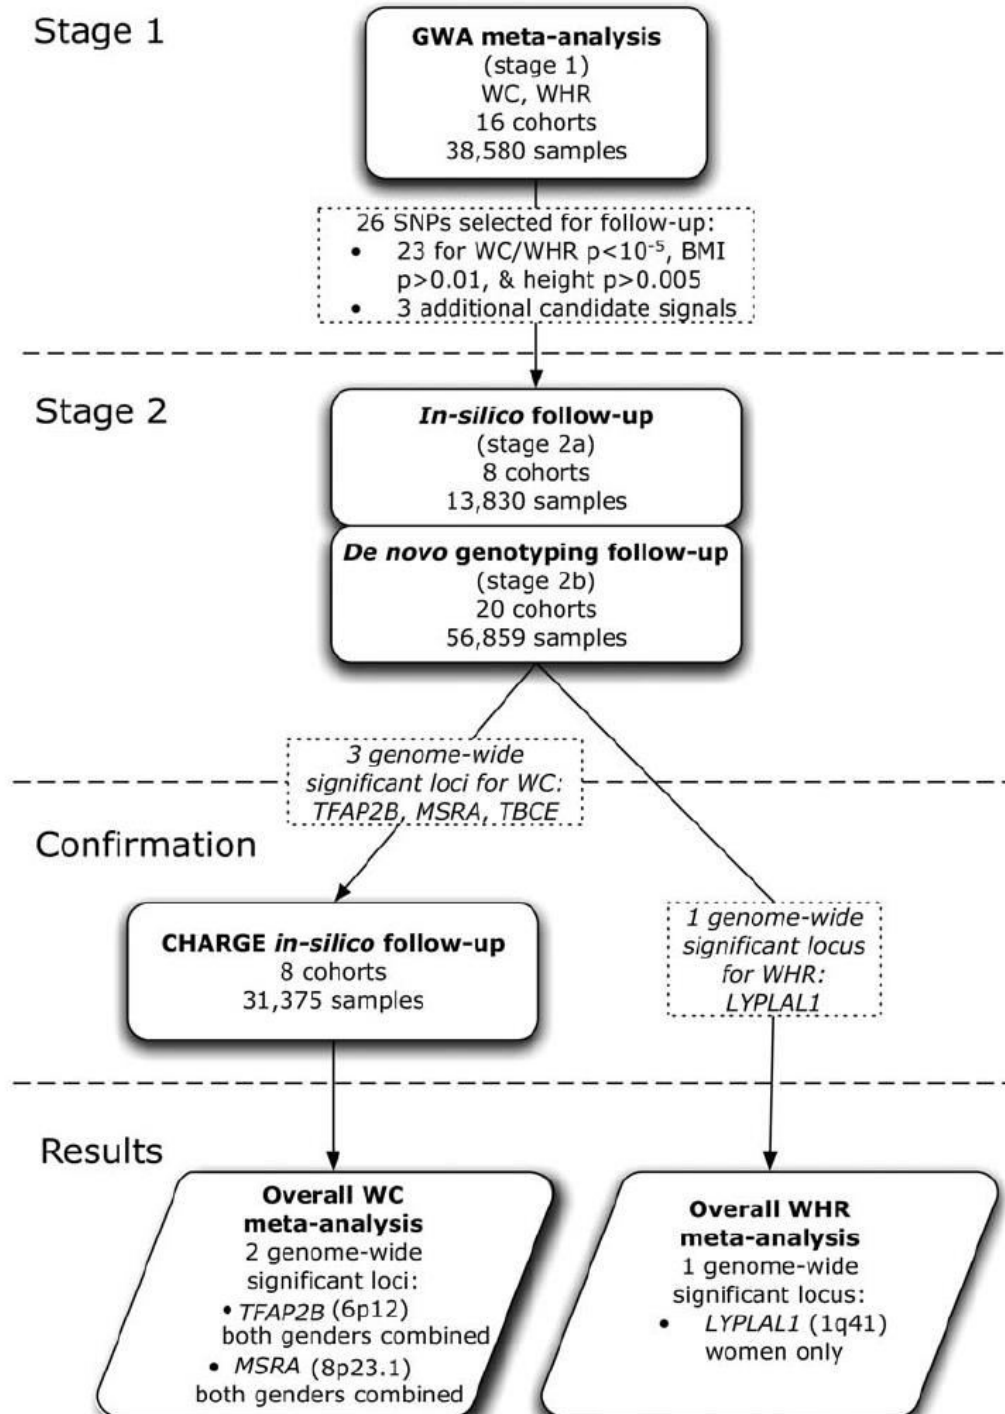 Stage 1
GWA meta-analysis
(stage 1)
WC, WHR
16 cohorts
38,580 samples
26 SNPs selected for follow-up:
• 23 for WC/WHR p<10⁻⁵, BMI
p>0.01, & height p>0.005
• 3 additional candidate signals
Stage 2
In-silico follow-up
(stage 2a)
8 cohorts
13,830 samples
De novo genotyping follow-up
(stage 2b)
20 cohorts
56,859 samples
3 genome-wide
significant loci for WC:
TFAP2B, MSRA, TBCE
Confirmation
CHARGE in-silico follow-up
8 cohorts
31,375 samples
1 genome-wide
significant locus
for WHR:
LYPLAL1
Results
Overall WC
meta-analysis
2 genome-wide
significant loci:
• TFAP2B (6p12)
both genders combined
• MSRA (8p23.1)
both genders combined
Overall WHR
meta-analysis
1 genome-wide
significant locus:
• LYPLAL1 (1q41)
women only